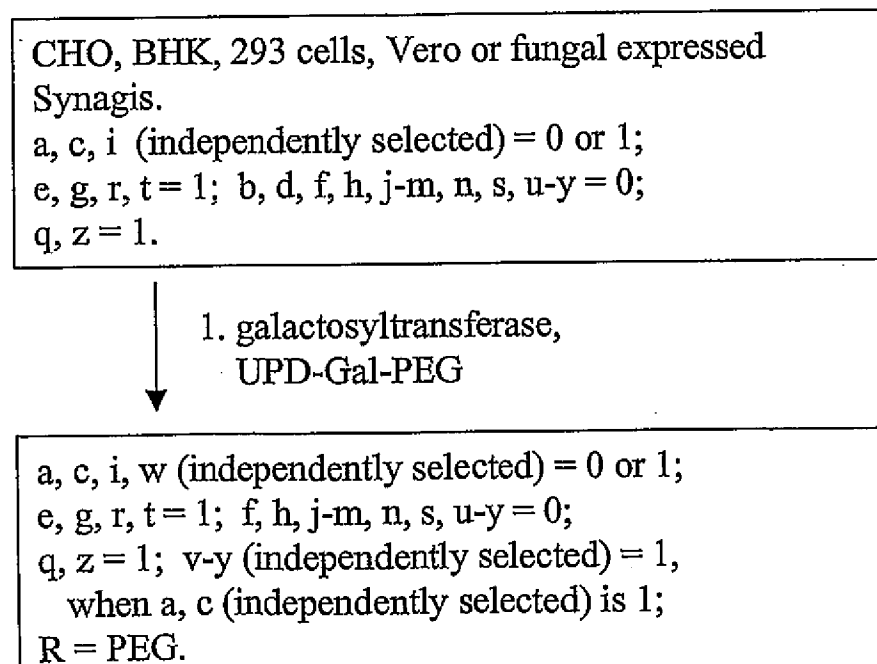 CHO, BHK, 293 cells, Vero or fungal expressed
Synagis.
a, c, i (independently selected) = 0 or 1;
e, g, r, t = 1; b, d, f, h, j-m, n, s, u-y = 0;
q, z = 1.
1. galactosyltransferase,
UPD-Gal-PEG
a, c, i, w (independently selected) = 0 or 1;
e, g, r, t = 1; f, h, j-m, n, s, u-y = 0;
q, z = 1; v-y (independently selected) = 1,
when a, c (independently selected) is 1;
R = PEG.